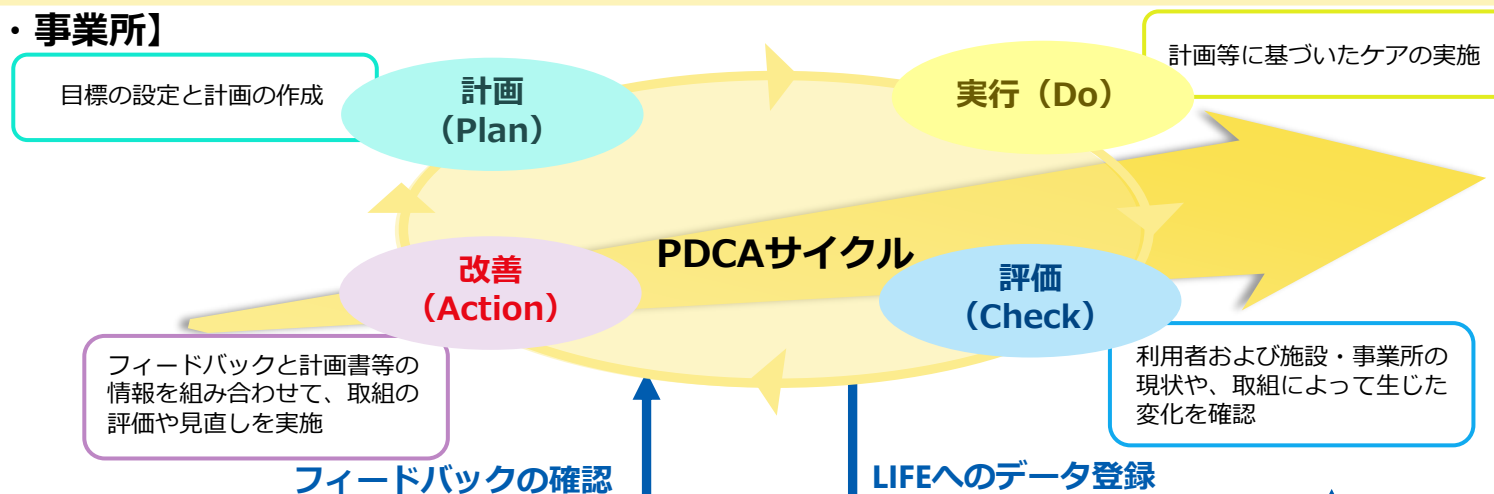 ・事業所】
目標の設定と計画の作成
計画
（Plan）
実行（Do）
計画等に基づいたケアの実施
PDCAサイクル
改善
（Action）
評価
（Check）
フィードバックと計画書等の
情報を組み合わせて、取組の
評価や見直しを実施
利用者および施設・事業所の
現状や、取組によって生じた
変化を確認
フィードバックの確認
LIFEへのデータ登録